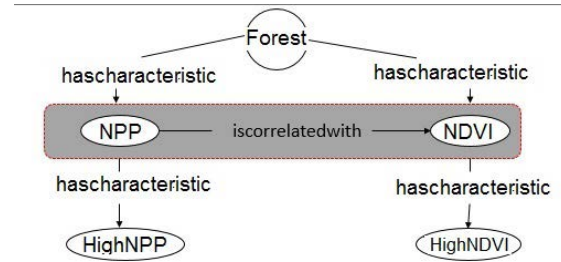 Forest
hascharacteristic
hascharacteristic
NPP
iscorrelatedwith
NDVI
hascharacteristic
hascharacteristic
HighNPP
HighNDVI